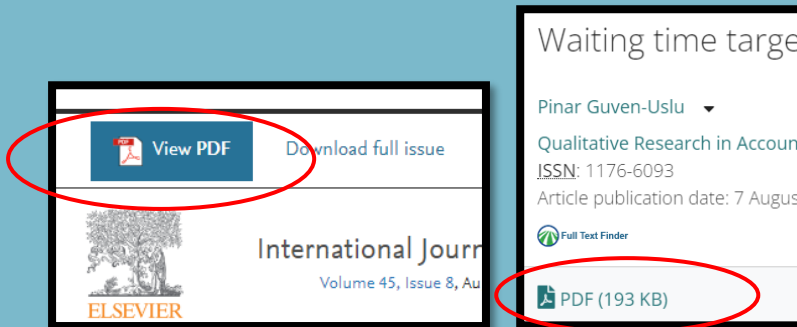 View PDF
Download full issue
ELSEVIER
International Jour
Volume 45, Issue 8, Au
Waiting time targe
Pinar Guven-Uslu
Qualitative Research in Accoun
ISSN: 1176-6093
Article publication date: 7 Augus
Full Text Finder
PDF (193 KB)